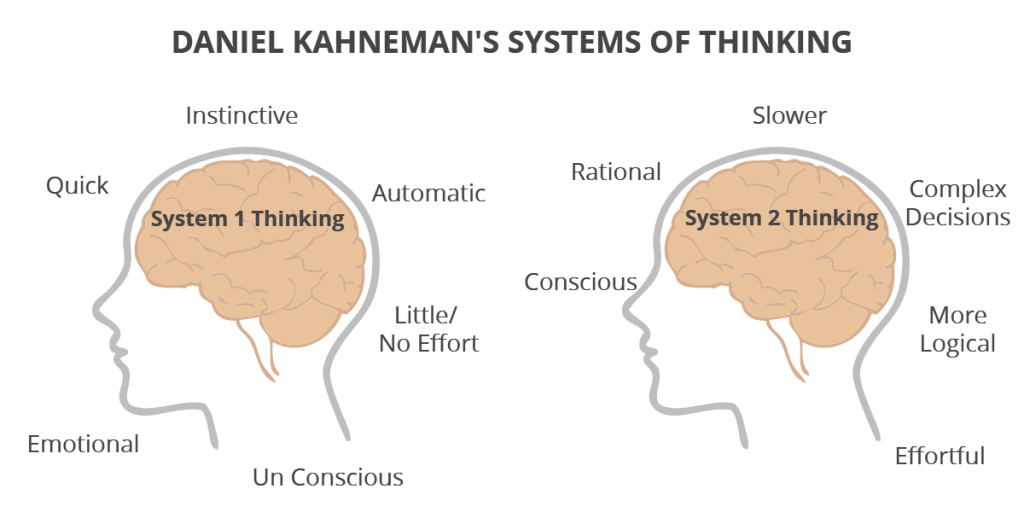 DANIEL KAHNEMAN'S SYSTEMS OF THINKING
Instinctive
Quick
Automatic
System 1 Thinking
Little/
No Effort
Emotional
Un Conscious
Slower
Rational
Complex
Decisions
System 2 Thinking
Conscious
More
Logical
Effortful